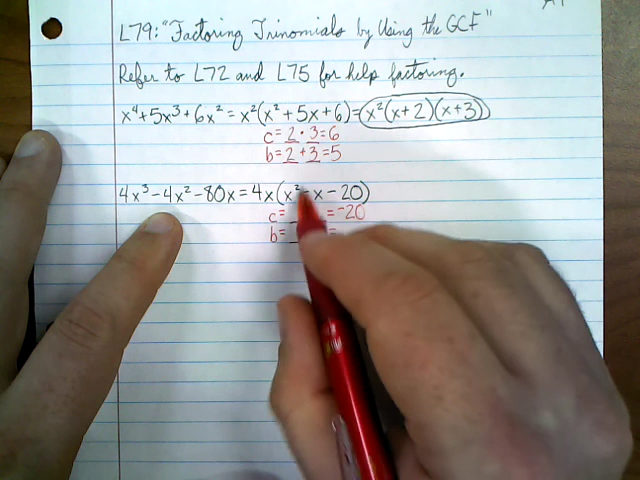 L79: "Factoring Trinomials by Using the GCF"
Refer to L72 and L75 for help factoring.
x⁴+5x³+6x² = x²(x²+5x+6)=x²(x+2)(x+3)
c= 2 · 3 = 6
b= 2 + 3 = 5
4x³-4x²-80x = 4x(x²-x-20)
c= = -20
b= =